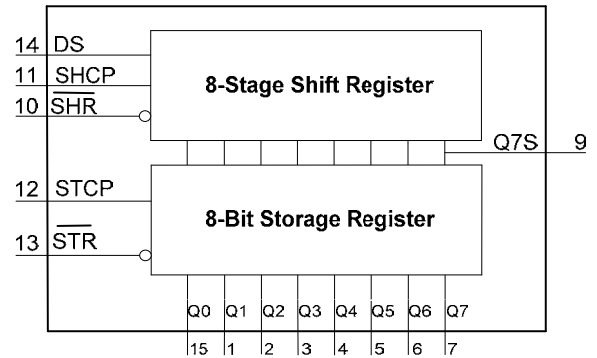 14 DS
11 SHCP
10 SHR
8-Stage Shift Register
Q7S 9
12 STCP
13 STR
8-Bit Storage Register
Q0 Q1 Q2 Q3 Q4 Q5 Q6 Q7
15 1 2 3 4 5 6 7